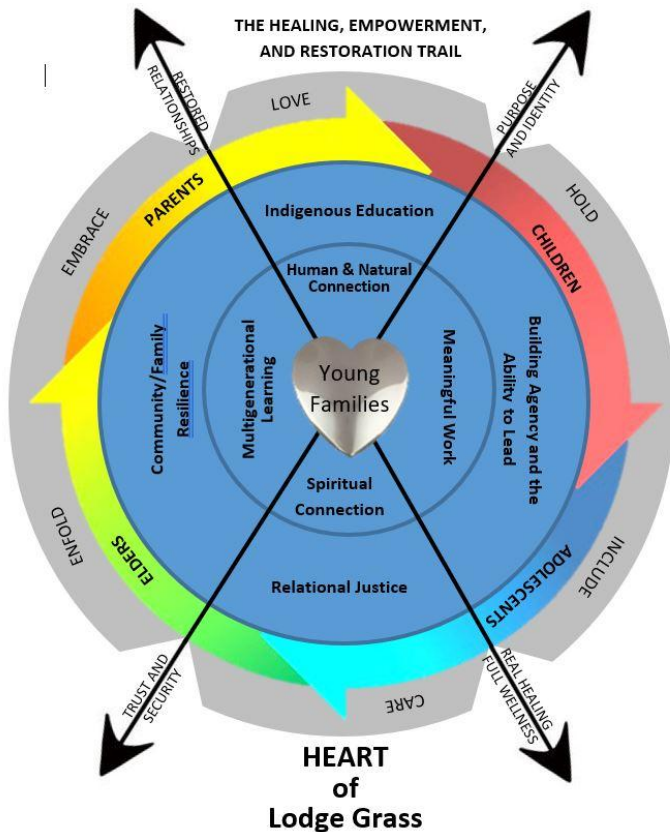 THE HEALING, EMPOWERMENT,
AND RESTORATION TRAIL
RESTORED
RELATIONSHIPS
LOVE
PURPOSE
AND IDENTITY
EMBRACE
PARENTS
HOLD
CHILDREN
Indigenous Education
Human & Natural
Connection
Community/Family
Resilience
Multigenerational
Learning
Young
Families
Meaningful Work
Building Agency and the
Ability to Lead
Spiritual
Connection
Relational Justice
ENFOLD
ELDERS
ADOLESCENTS
INCLUDE
TRUST AND
SECURITY
CARE
REAL HEALING
FULL WELLNESS
HEART
of
Lodge Grass